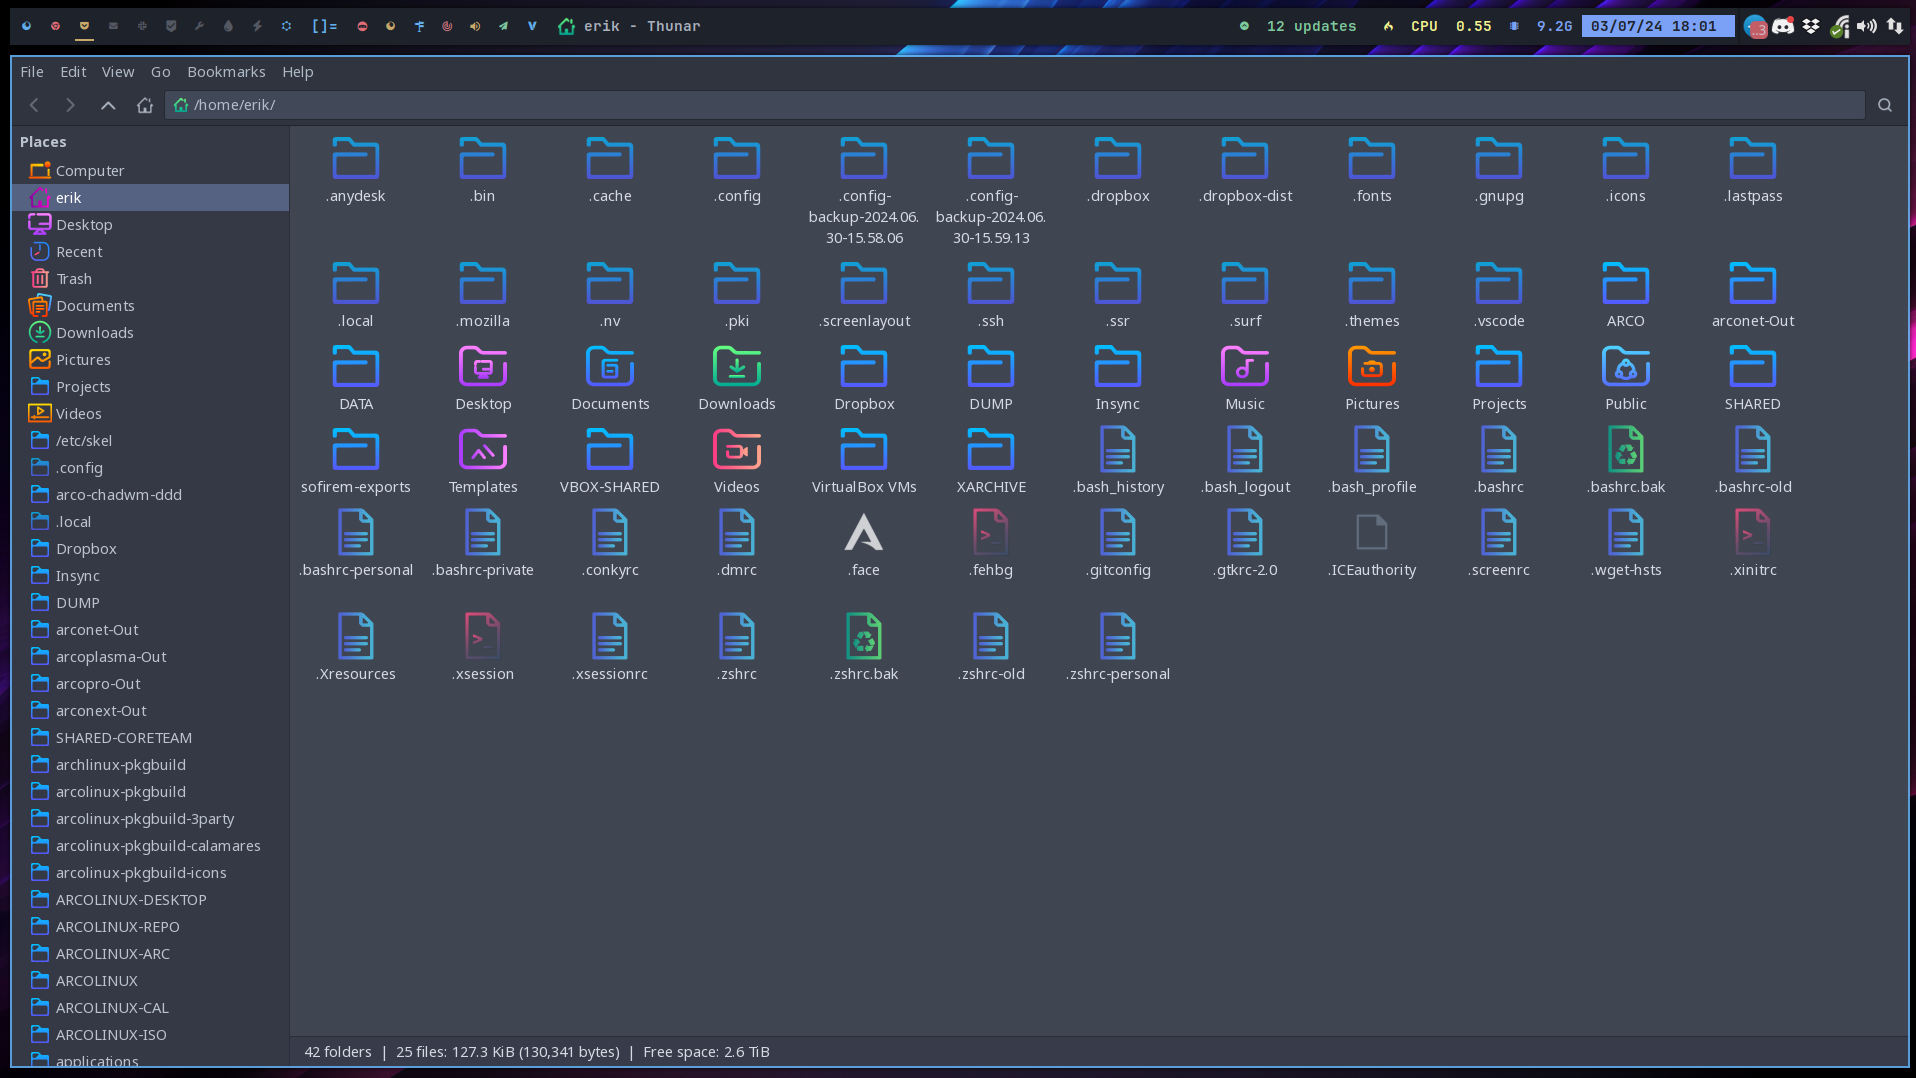 []=
V
erik - Thunar
12 updates
CPU 0.55
9.2G
03/07/24 18:01
..3
File Edit View Go Bookmarks Help
/home/erik/
Places
Computer
erik
Desktop
Recent
Trash
Documents
Downloads
Pictures
Projects
Videos
/etc/skel
.config
arco-chadwm-ddd
.local
Dropbox
Insync
DUMP
arconet-Out
arcoplasma-Out
arcopro-Out
arconext-Out
SHARED-CORETEAM
archlinux-pkgbuild
arcolinux-pkgbuild
arcolinux-pkgbuild-3party
arcolinux-pkgbuild-calamares
arcolinux-pkgbuild-icons
ARCOLINUX-DESKTOP
ARCOLINUX-REPO
ARCOLINUX-ARC
ARCOLINUX
ARCOLINUX-CAL
ARCOLINUX-ISO
applications
.anydesk
.bin
.cache
.config
.config-
backup-2024.06.
30-15.58.06
.config-
backup-2024.06.
30-15.59.13
.dropbox
.dropbox-dist
.fonts
.gnupg
.icons
.lastpass
.local
.mozilla
.nv
.pki
.screenlayout
.ssh
.ssr
.surf
.themes
.vscode
ARCO
arconet-Out
DATA
Desktop
Documents
Downloads
Dropbox
DUMP
Insync
Music
Pictures
Projects
Public
SHARED
sofirem-exports
Templates
VBOX-SHARED
Videos
VirtualBox VMs
XARCHIVE
.bash_history
.bash_logout
.bash_profile
.bashrc
.bashrc.bak
.bashrc-old
.bashrc-personal
.bashrc-private
.conkyrc
.dmrc
.face
.fehbg
.gitconfig
.gtkrc-2.0
.ICEauthority
.screenrc
.wget-hsts
.xinitrc
.Xresources
.xsession
.xsessionrc
.zshrc
.zshrc.bak
.zshrc-old
.zshrc-personal
42 folders | 25 files: 127.3 KiB (130,341 bytes) | Free space: 2.6 TiB